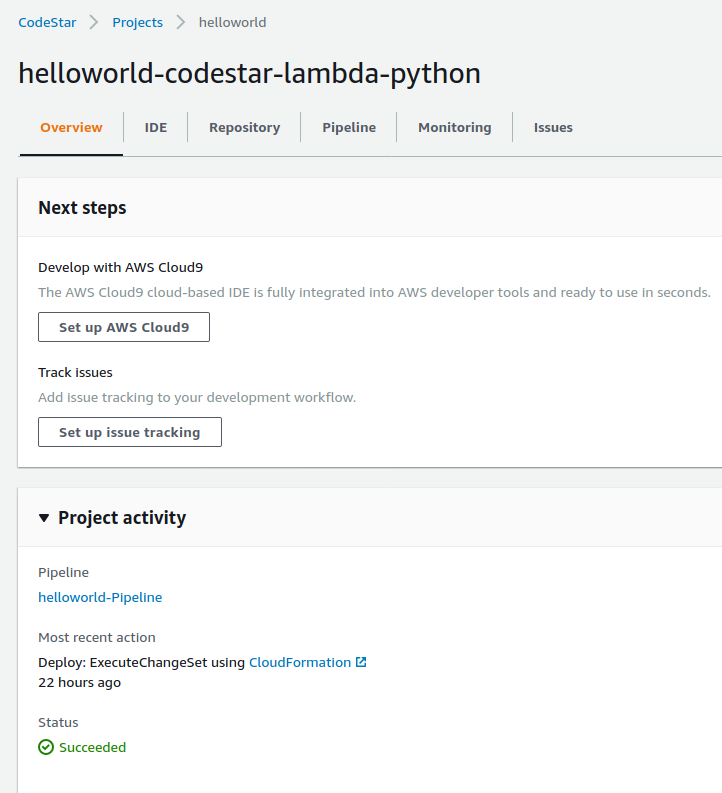 CodeStar Projects helloworld
helloworld-codestar-lambda-python
Overview IDE Repository Pipeline Monitoring Issues
Next steps
Develop with AWS Cloud9
The AWS Cloud9 cloud-based IDE is fully integrated into AWS developer tools and ready to use in seconds.
Set up AWS Cloud9
Track issues
Add issue tracking to your development workflow.
Set up issue tracking
Project activity
Pipeline
helloworld-Pipeline
Most recent action
Deploy: ExecuteChangeSet using CloudFormation
22 hours ago
Status
Succeeded